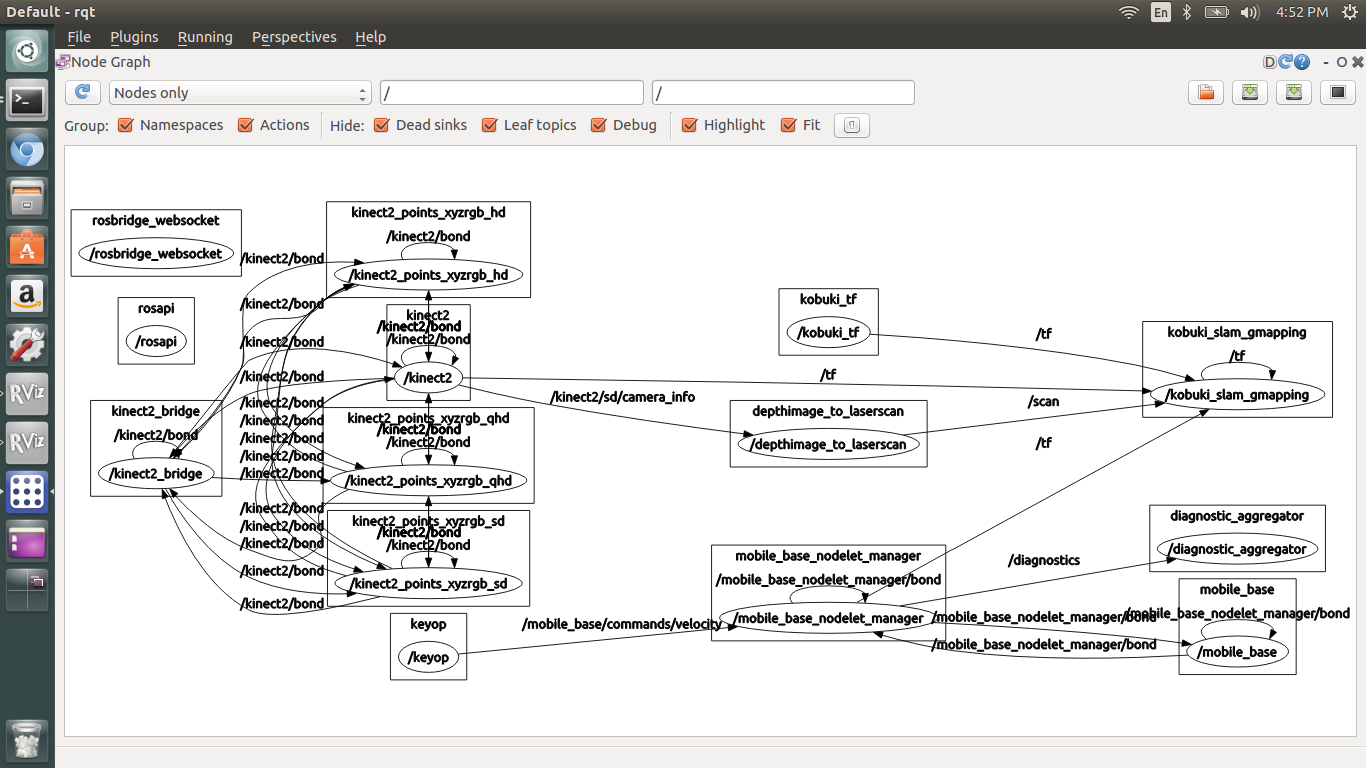 Default - rqt
En
4:52 PM
File Plugins Running Perspectives Help
Node Graph
D
- O
Nodes only
/
/
Group: Namespaces Actions Hide: Dead sinks Leaf topics Debug Highlight Fit
rosbridge_websocket
/rosbridge_websocket
rosapi
/rosapi
kinect2_bridge
/kinect2/bond
/kinect2_bridge
/kinect2/bond
/kinect2/bond
/kinect2/bond
/kinect2/bond
/kinect2/bond
/kinect2/bond
/kinect2/bond
/kinect2/bond
/kinect2/bond
/kinect2/bond
/kinect2/bond
/kinect2/bond
/kinect2/bond
/kinect2/bond
kinect2_points_xyzrgb_hd
/kinect2/bond
/kinect2_points_xyzrgb_hd
kinect2
/kinect2/bond
/kinect2/bond
/kinect2
kinect2_points_xyzrgb_qhd
/kinect2/bond
/kinect2/bond
/kinect2_points_xyzrgb_qhd
kinect2_points_xyzrgb_sd
/kinect2/bond
/kinect2/bond
/kinect2_points_xyzrgb_sd
keyop
/keyop
/kinect2/sd/camera_info
/mobile_base/commands/velocity
kobuki_tf
/kobuki_tf
/tf
depthimage_to_laserscan
/depthimage_to_laserscan
mobile_base_nodelet_manager
/mobile_base_nodelet_manager/bond
/mobile_base_nodelet_manager
/tf
/scan
/tf
/diagnostics
/mobile_base_nodelet_manager/bond
/mobile_base_nodelet_manager/bond
kobuki_slam_gmapping
/tf
/kobuki_slam_gmapping
diagnostic_aggregator
/diagnostic_aggregator
mobile_base
/mobile_base_nodelet_manager/bond
/mobile_base
RViz
RViz